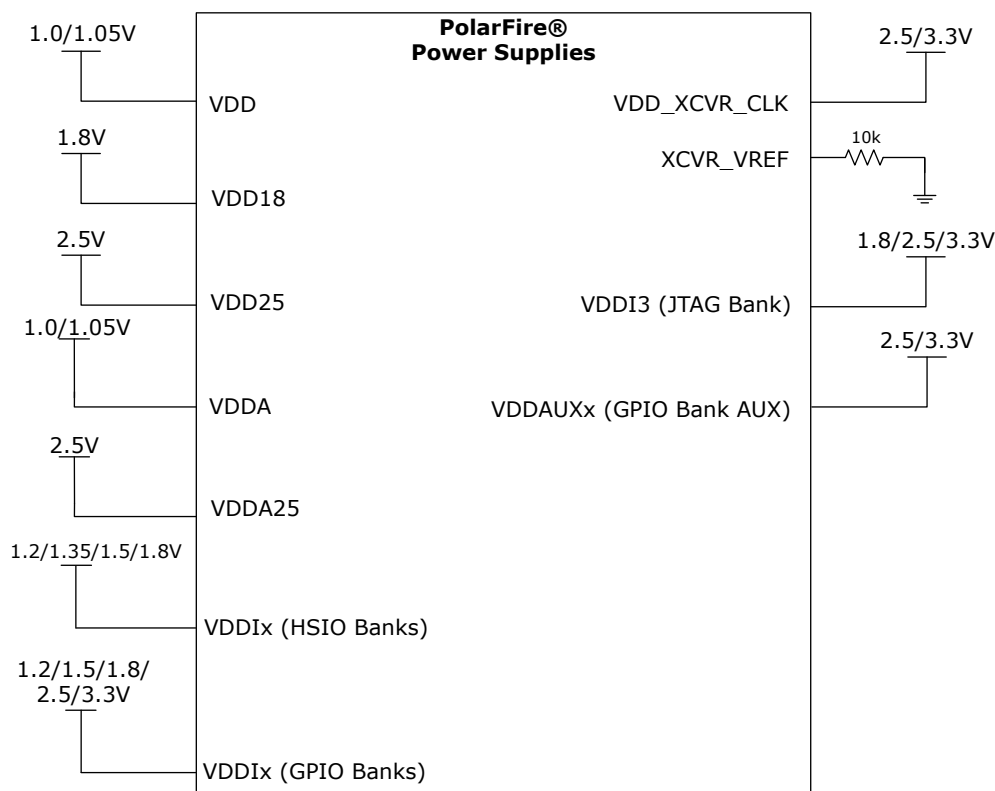 PolarFire®
Power Supplies
1.0/1.05V
VDD
1.8V
VDD18
2.5V
VDD25
1.0/1.05V
VDDA
2.5V
VDDA25
1.2/1.35/1.5/1.8V
VDDIx (HSIO Banks)
1.2/1.5/1.8/
2.5/3.3V
VDDIx (GPIO Banks)
2.5/3.3V
VDD_XCVR_CLK
10k
XCVR_VREF
1.8/2.5/3.3V
VDDI3 (JTAG Bank)
2.5/3.3V
VDDAUXx (GPIO Bank AUX)